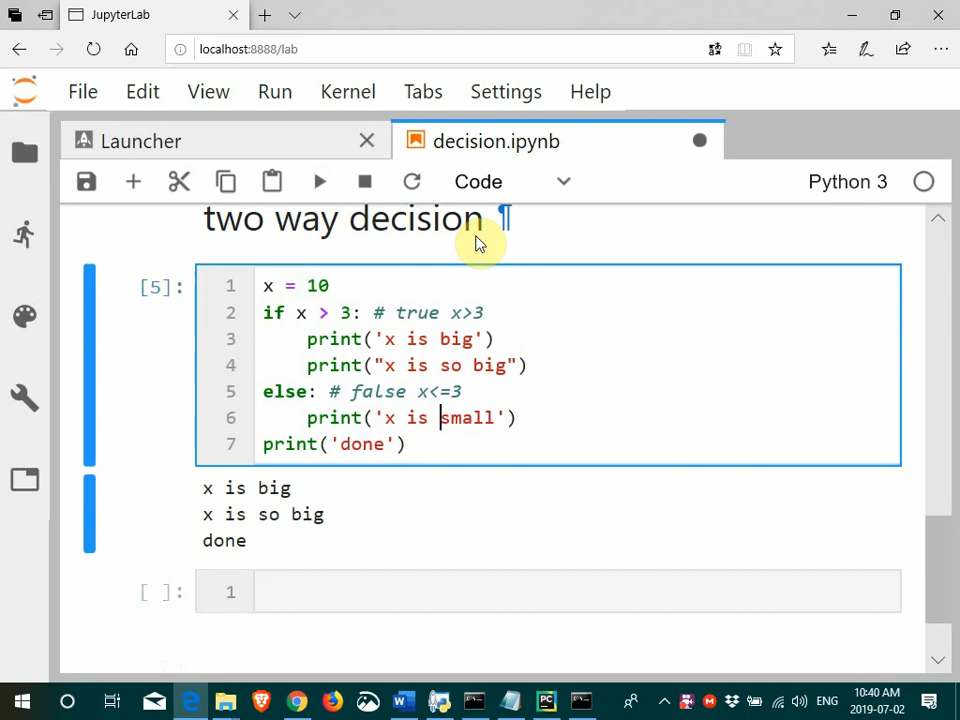 JupyterLab
localhost:8888/lab
File Edit View Run Kernel Tabs Settings Help
Launcher
decision.ipynb
Code
Python 3
two way decision ¶
[5]:
1 x = 10
2 if x > 3: # true x>3
3 print('x is big')
4 print("x is so big")
5 else: # false x<=3
6 print('x is small')
7 print('done')
x is big
x is so big
done
[ ]: 1
ENG
10:40 AM
2019-07-02